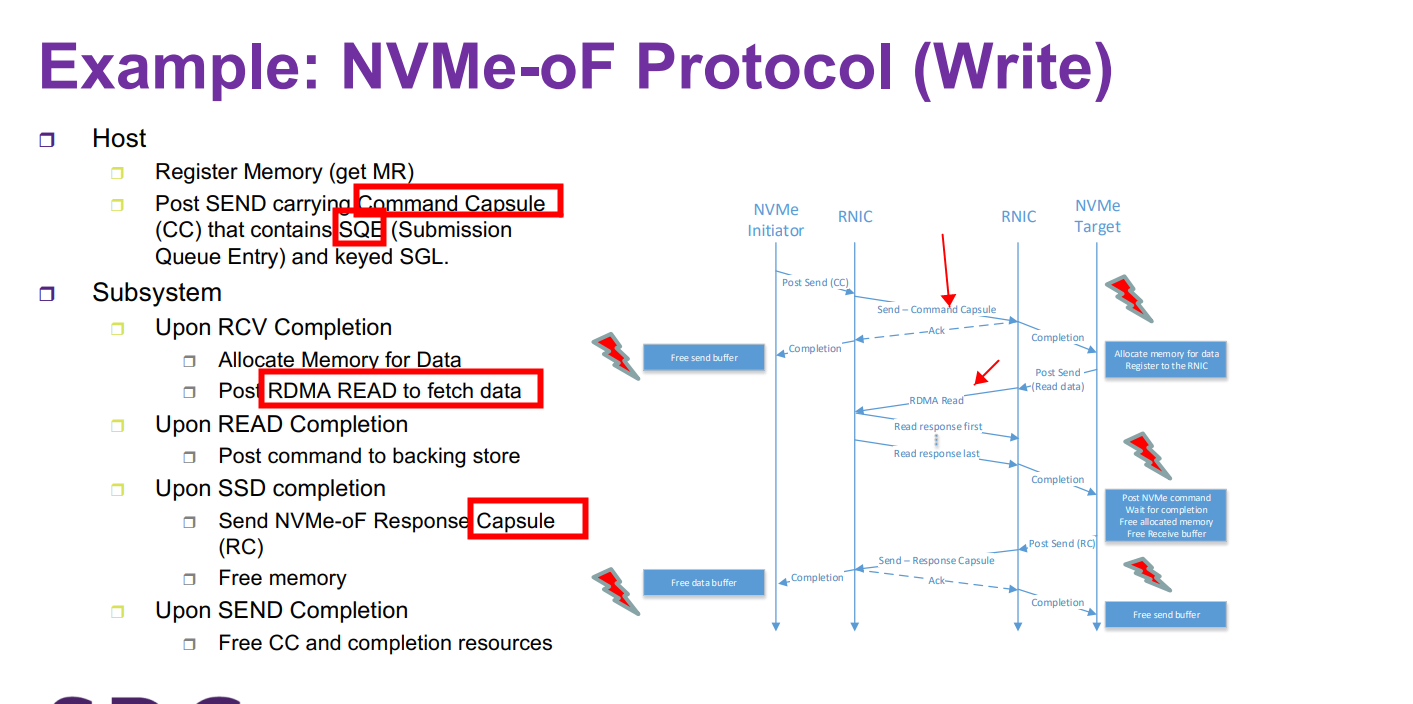 Example: NVMe-oF Protocol (Write)
Host
Register Memory (get MR)
Post SEND carrying Command Capsule
(CC) that contains SQE (Submission
Queue Entry) and keyed SGL.
Subsystem
Upon RCV Completion
Allocate Memory for Data
Post RDMA READ to fetch data
Upon READ Completion
Post command to backing store
Upon SSD completion
Send NVMe-oF Response Capsule
(RC)
Free memory
Upon SEND Completion
Free CC and completion resources
NVMe
Initiator
RNIC
RNIC
NVMe
Target
Post Send (CC)
Send – Command Capsule
Ack
Completion
Completion
Free send buffer
Allocate memory for data
Register to the RNIC
Post Send
(Read data)
RDMA Read
Read response first
Read response last
Completion
Post NVMe command
Wait for completion
Free allocated memory
Free Receive buffer
Post Send (RC)
Send – Response Capsule
Completion
Ack
Free data buffer
Completion
Free send buffer